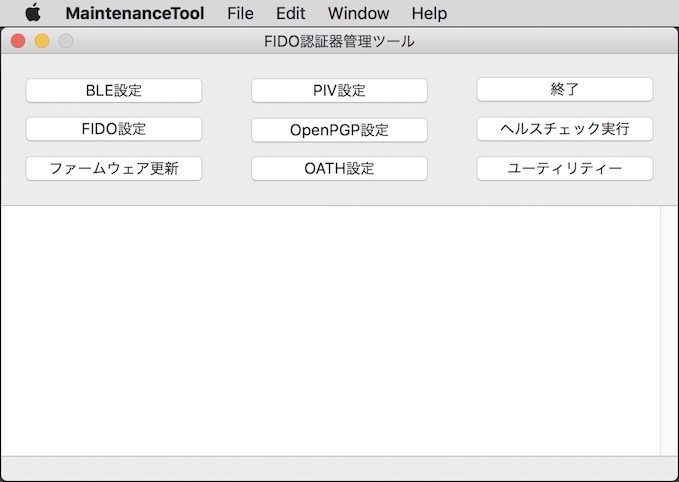 MaintenanceTool File Edit Window Help
FIDO認証器管理ツール
BLE設定 PIV設定 終了
FIDO設定 OpenPGP設定 ヘルスチェック実行
ファームウェア更新 OATH設定 ユーティリティー